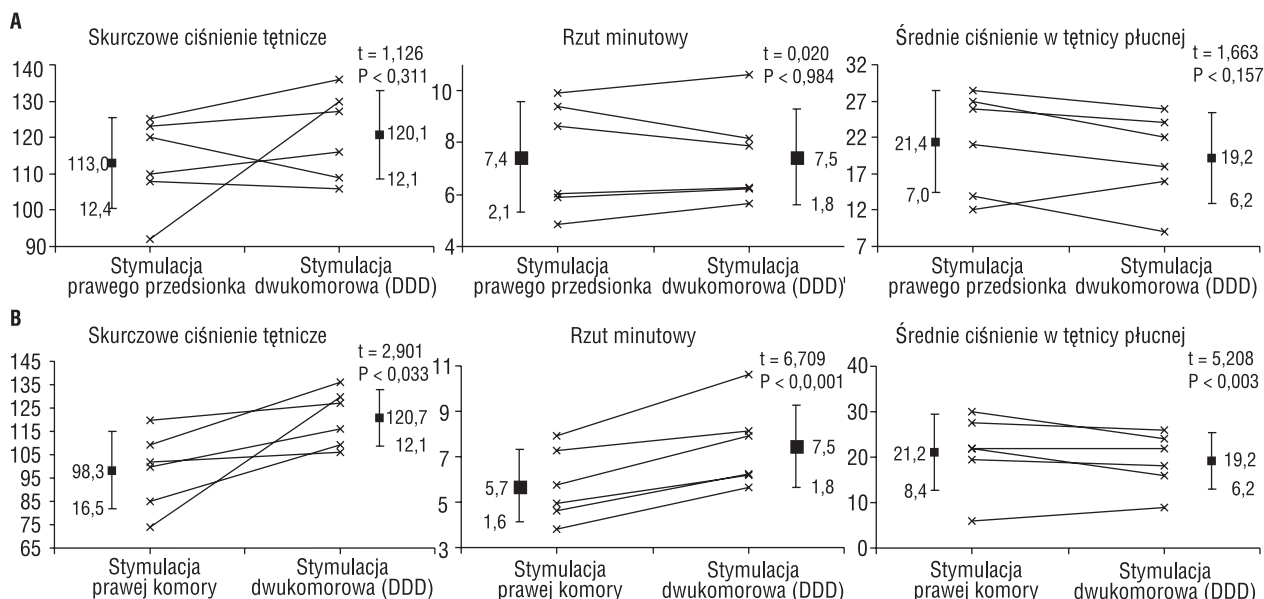 A
Skurczowe ciśnienie tętnicze
t = 1,126
P < 0,311
140
130
120
110
100
90
113,0
12,4
120,1
12,1
Stymulacja
prawego przedsionka
Stymulacja
dwukomorowa (DDD)
Rzut minutowy
t = 0,020
P < 0,984
10
8
6
4
7,4
2,1
7,5
1,8
Stymulacja
prawego przedsionka
Stymulacja
dwukomorowa (DDD)'
Średnie ciśnienie w tętnicy płucnej
t = 1,663
P < 0,157
32
27
22
17
12
7
21,4
7,0
19,2
6,2
Stymulacja
prawego przedsionka
Stymulacja
dwukomorowa (DDD)
B
Skurczowe ciśnienie tętnicze
t = 2,901
P < 0,033
145
135
125
115
105
95
85
75
65
98,3
16,5
120,7
12,1
Stymulacja
prawej komory
Stymulacja
dwukomorowa (DDD)
Rzut minutowy
t = 6,709
P < 0,0,001
11
9
7
5
3
5,7
1,6
7,5
1,8
Stymulacja
prawej komory
Stymulacja
dwukomorowa (DDD)
Średnie ciśnienie w tętnicy płucnej
t = 5,208
P < 0,003
40
30
20
10
0
21,2
8,4
19,2
6,2
Stymulacja
prawej komory
Stymulacja
dwukomorowa (DDD)